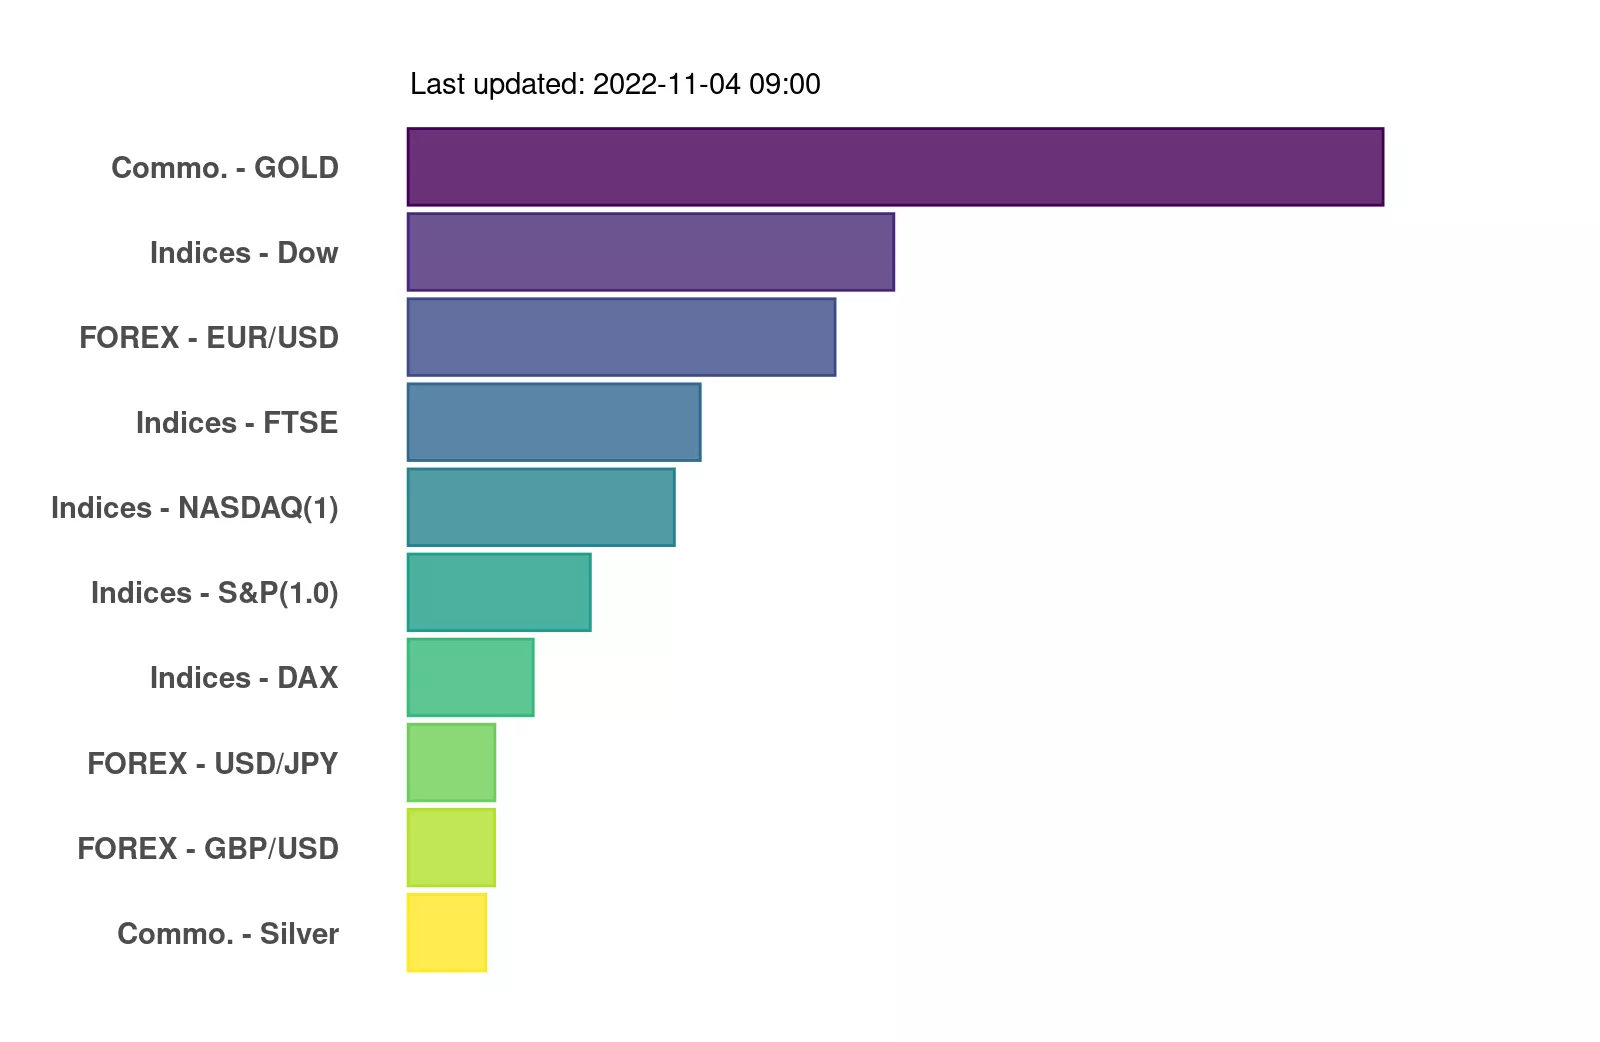 Last updated: 2022-11-04 09:00
Commo. - GOLD
Indices - Dow
FOREX - EUR/USD
Indices - FTSE
Indices - NASDAQ(1)
Indices - S&P(1.0)
Indices - DAX
FOREX - USD/JPY
FOREX - GBP/USD
Commo. - Silver